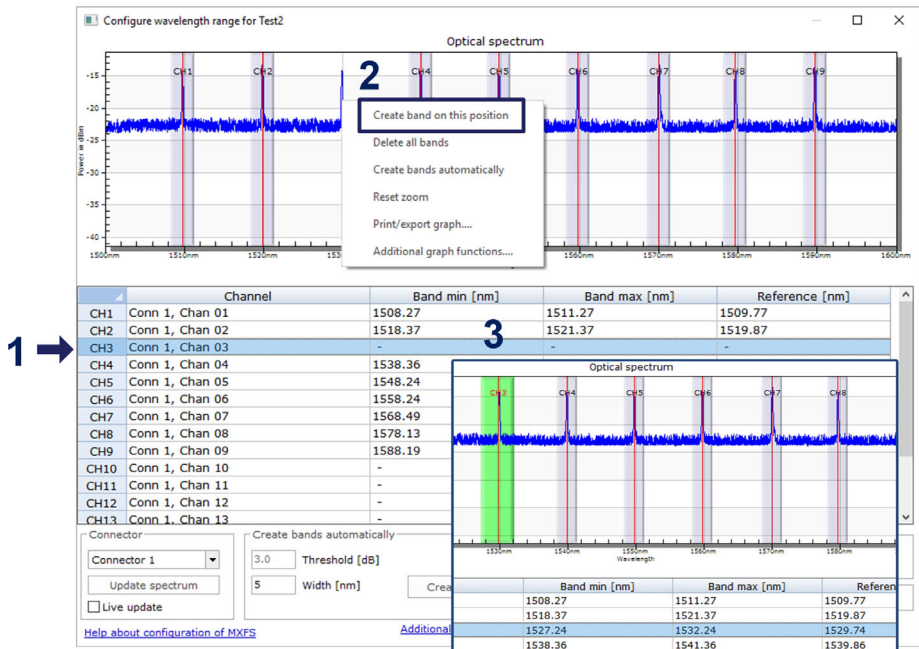 Configure wavelength range for Test2
Optical spectrum
2
CH1 CH2 CH4 CH5 CH6 CH7 CH8 CH9
Power in dBm
-15
-20
-25
-30
-35
-40
Create band on this position
Delete all bands
Create bands automatically
Reset zoom
Print/export graph....
Additional graph functions....
1500nm 1510nm 1520nm 1560nm 1570nm 1580nm 1590nm 1600nm
Channel Band min [nm] Band max [nm] Reference [nm]
CH1 Conn 1, Chan 01 1508.27 1511.27 1509.77
CH2 Conn 1, Chan 02 1518.37 1521.37 1519.87
1
CH3 Conn 1, Chan 03 - - -
CH4 Conn 1, Chan 04 1538.36
CH5 Conn 1, Chan 05 1548.24
CH6 Conn 1, Chan 06 1558.24
CH7 Conn 1, Chan 07 1568.49
CH8 Conn 1, Chan 08 1578.13
CH9 Conn 1, Chan 09 1588.19
CH10 Conn 1, Chan 10 -
CH11 Conn 1, Chan 11 -
CH12 Conn 1, Chan 12 -
CH13 Conn 1, Chan 13 -
3
Optical spectrum
CH3 CH4 CH5 CH6 CH7 CH8
1530nm 1540nm 1550nm 1560nm 1570nm 1580nm
Wavelength
Band min [nm] Band max [nm] Referen
1508.27 1511.27 1509.77
1518.37 1521.37 1519.87
1527.24 1532.24 1529.74
1538.36 1541.36 1539.86
Connector
Connector 1
Update spectrum
Live update
Create bands automatically
3.0 Threshold [dB]
5 Width [nm]
Crea
Help about configuration of MXFS
Additional